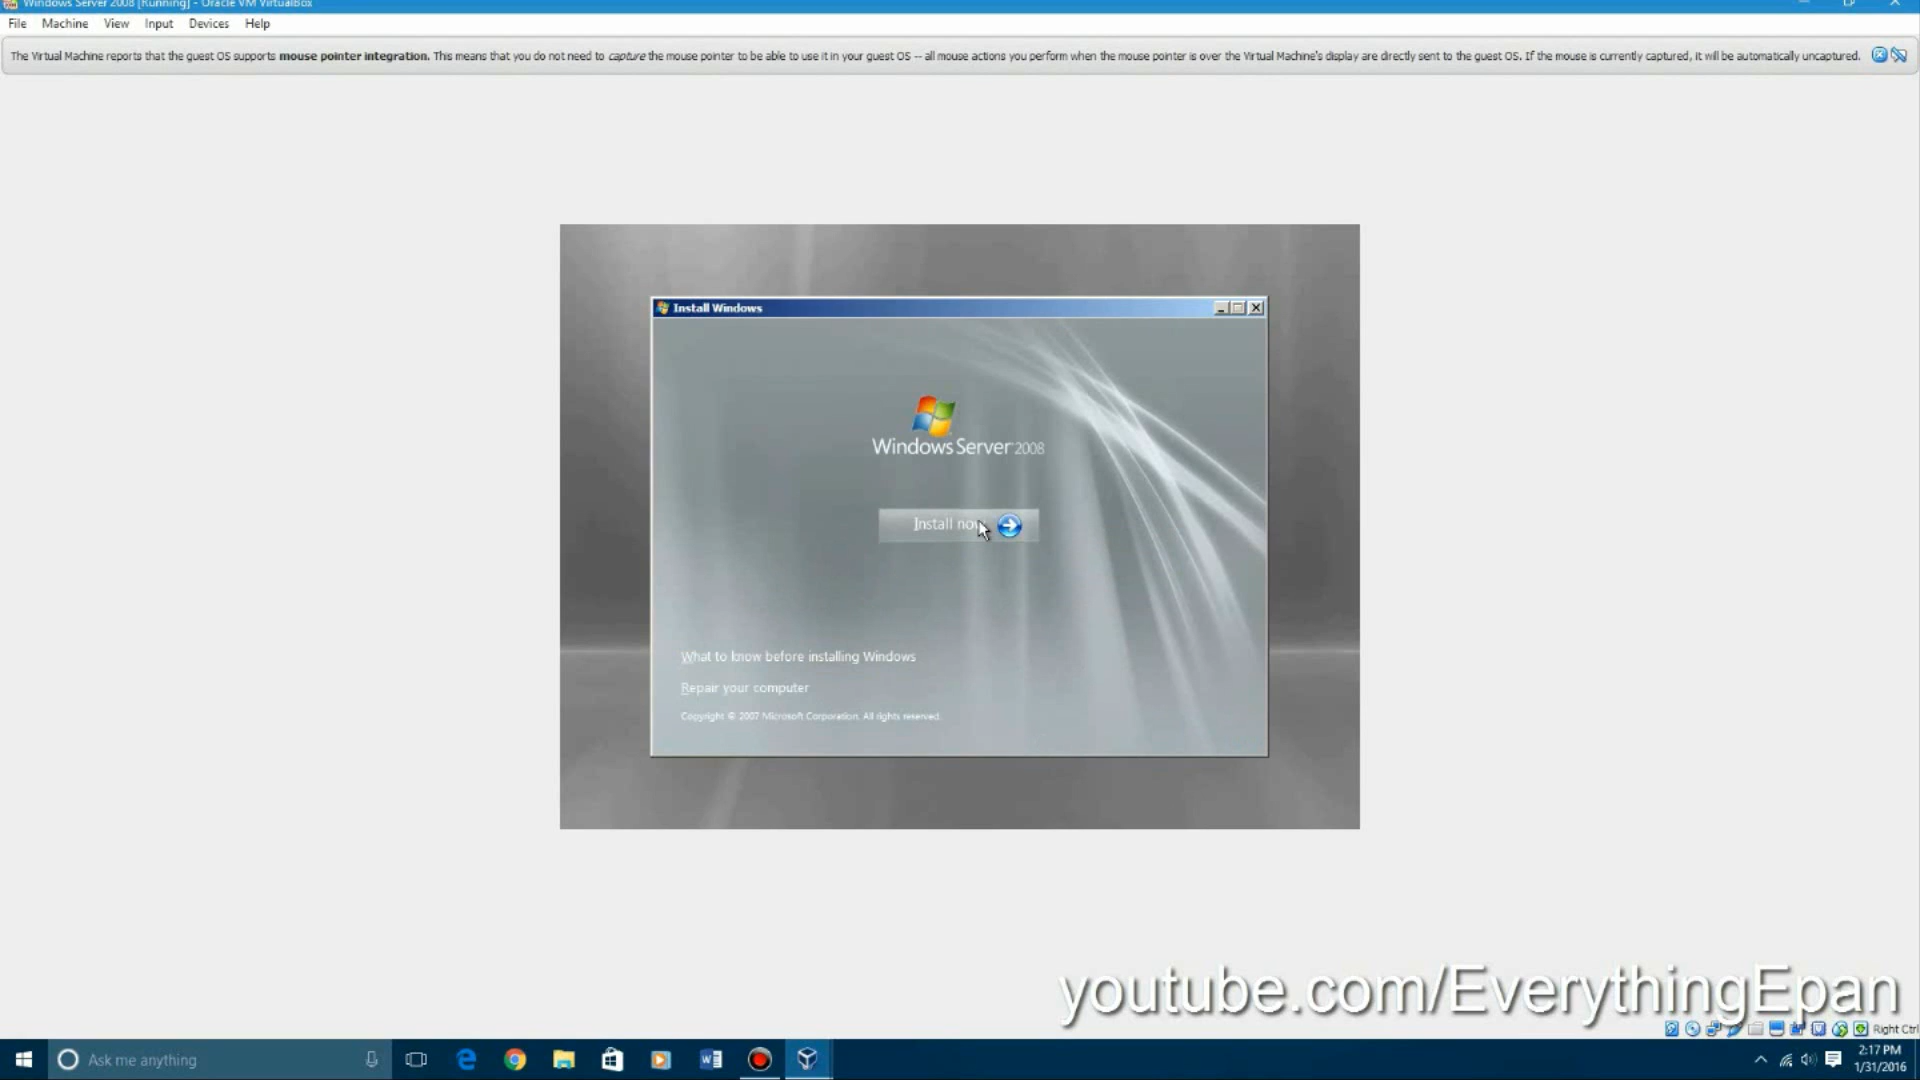 Windows Server 2008 [Running] - Oracle VM VirtualBox
File Machine View Input Devices Help
The Virtual Machine reports that the guest OS supports mouse pointer integration. This means that you do not need to capture the mouse pointer to be able to use it in your guest OS -- all mouse actions you perform when the mouse pointer is over the Virtual Machine's display are directly sent to the guest OS. If the mouse is currently captured, it will be automatically uncaptured.
Install Windows
Windows Server 2008
Install now
What to know before installing Windows
Repair your computer
Copyright © 2007 Microsoft Corporation. All rights reserved.
youtube.com/EverythingEpan
Right Ctrl
Ask me anything
2:17 PM
1/31/2016